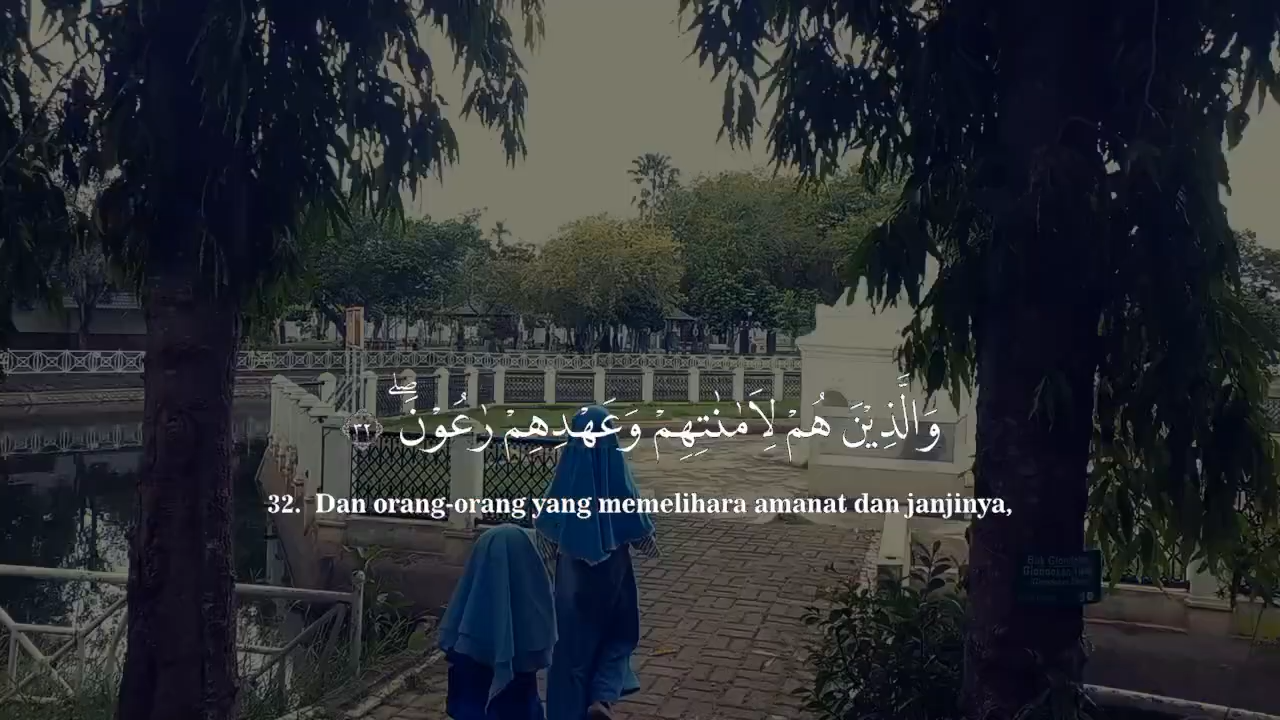 وَالَّذِيْنَ هُمْ لِاَمٰنٰتِهِمْ وَعَهْدِهِمْ رٰعُوْنَۖ ۝٣٢
32. Dan orang-orang yang memelihara amanat dan janjinya,